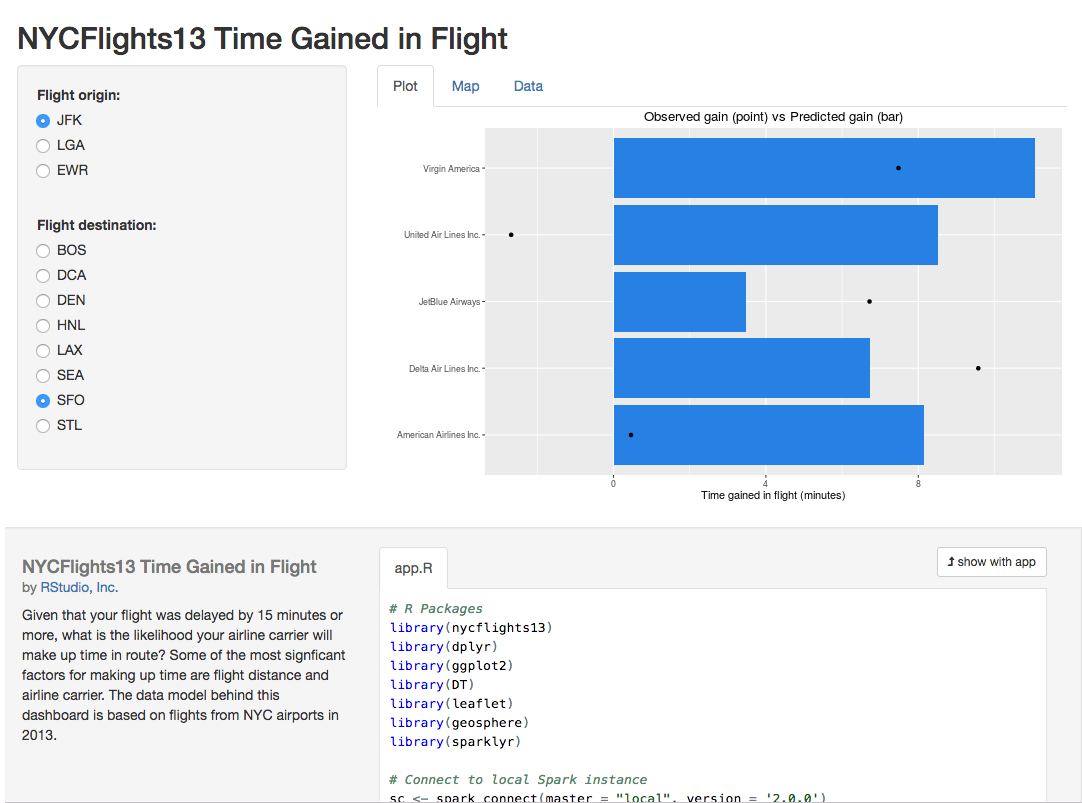 NYCFlights13 Time Gained in Flight
Flight origin:
JFK
LGA
EWR
Flight destination:
BOS
DCA
DEN
HNL
LAX
SEA
SFO
STL
Plot Map Data
Observed gain (point) vs Predicted gain (bar)
Virgin America
United Air Lines Inc.
JetBlue Airways
Delta Air Lines Inc.
American Airlines Inc.
0 4 8
Time gained in flight (minutes)
NYCFlights13 Time Gained in Flight
by RStudio, Inc.
Given that your flight was delayed by 15 minutes or
more, what is the likelihood your airline carrier will
make up time in route? Some of the most signficant
factors for making up time are flight distance and
airline carrier. The data model behind this
dashboard is based on flights from NYC airports in
2013.
app.R
show with app
# R Packages
library(nycflights13)
library(dplyr)
library(ggplot2)
library(DT)
library(leaflet)
library(geosphere)
library(sparklyr)
# Connect to local Spark instance
sc <- spark_connect(master = "local", version = '2.0.0')